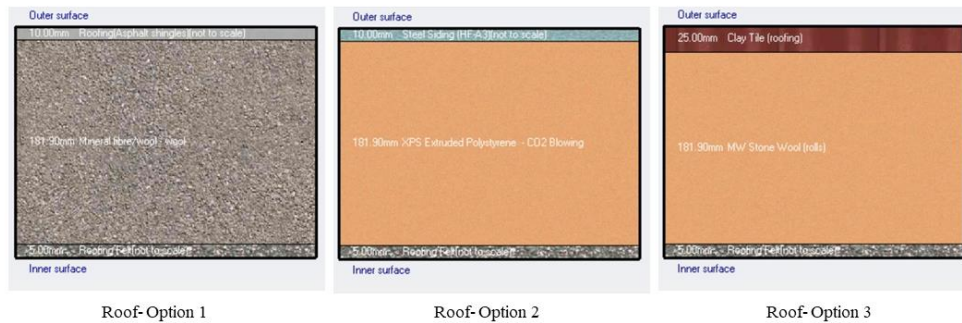 Outer surface
10.00mm Roofing(Asphalt shingles)(not to scale)
181.90mm Mineral fibre/wool - wool
5.00mm Roofing Felt(not to scale)
Inner surface
Roof- Option 1
Outer surface
10.00mm Steel Siding (HF-A3)(not to scale)
181.90mm XPS Extruded Polystyrene - CO2 Blowing
5.00mm Roofing Felt(not to scale)
Inner surface
Roof- Option 2
Outer surface
25.00mm Clay Tile (roofing)
181.90mm MW Stone Wool (rolls)
5.00mm Roofing Felt(not to scale)
Inner surface
Roof- Option 3